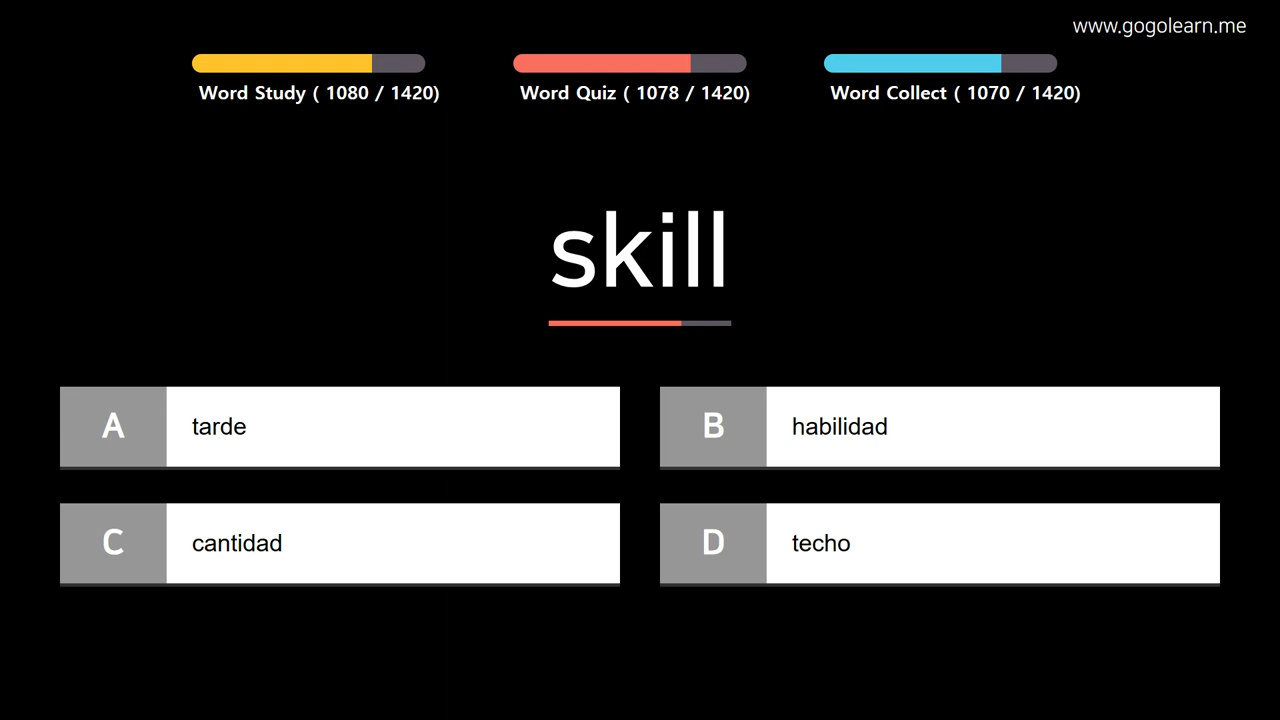 www.gogolearn.me
Word Study ( 1080 / 1420)
Word Quiz ( 1078 / 1420)
Word Collect ( 1070 / 1420)
skill
A tarde
B habilidad
C cantidad
D techo